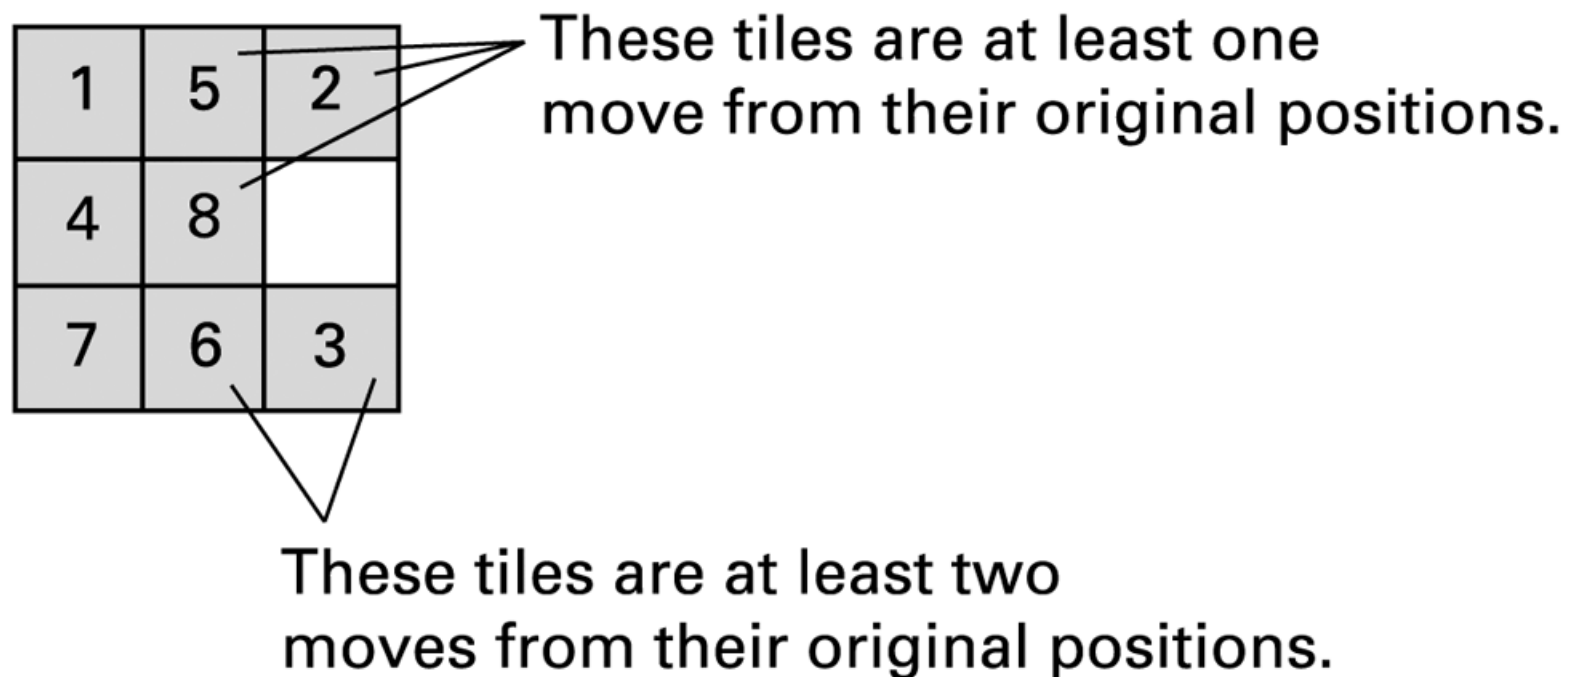 1 5 2
These tiles are at least one
move from their original positions.
4 8
7 6 3
These tiles are at least two
moves from their original positions.